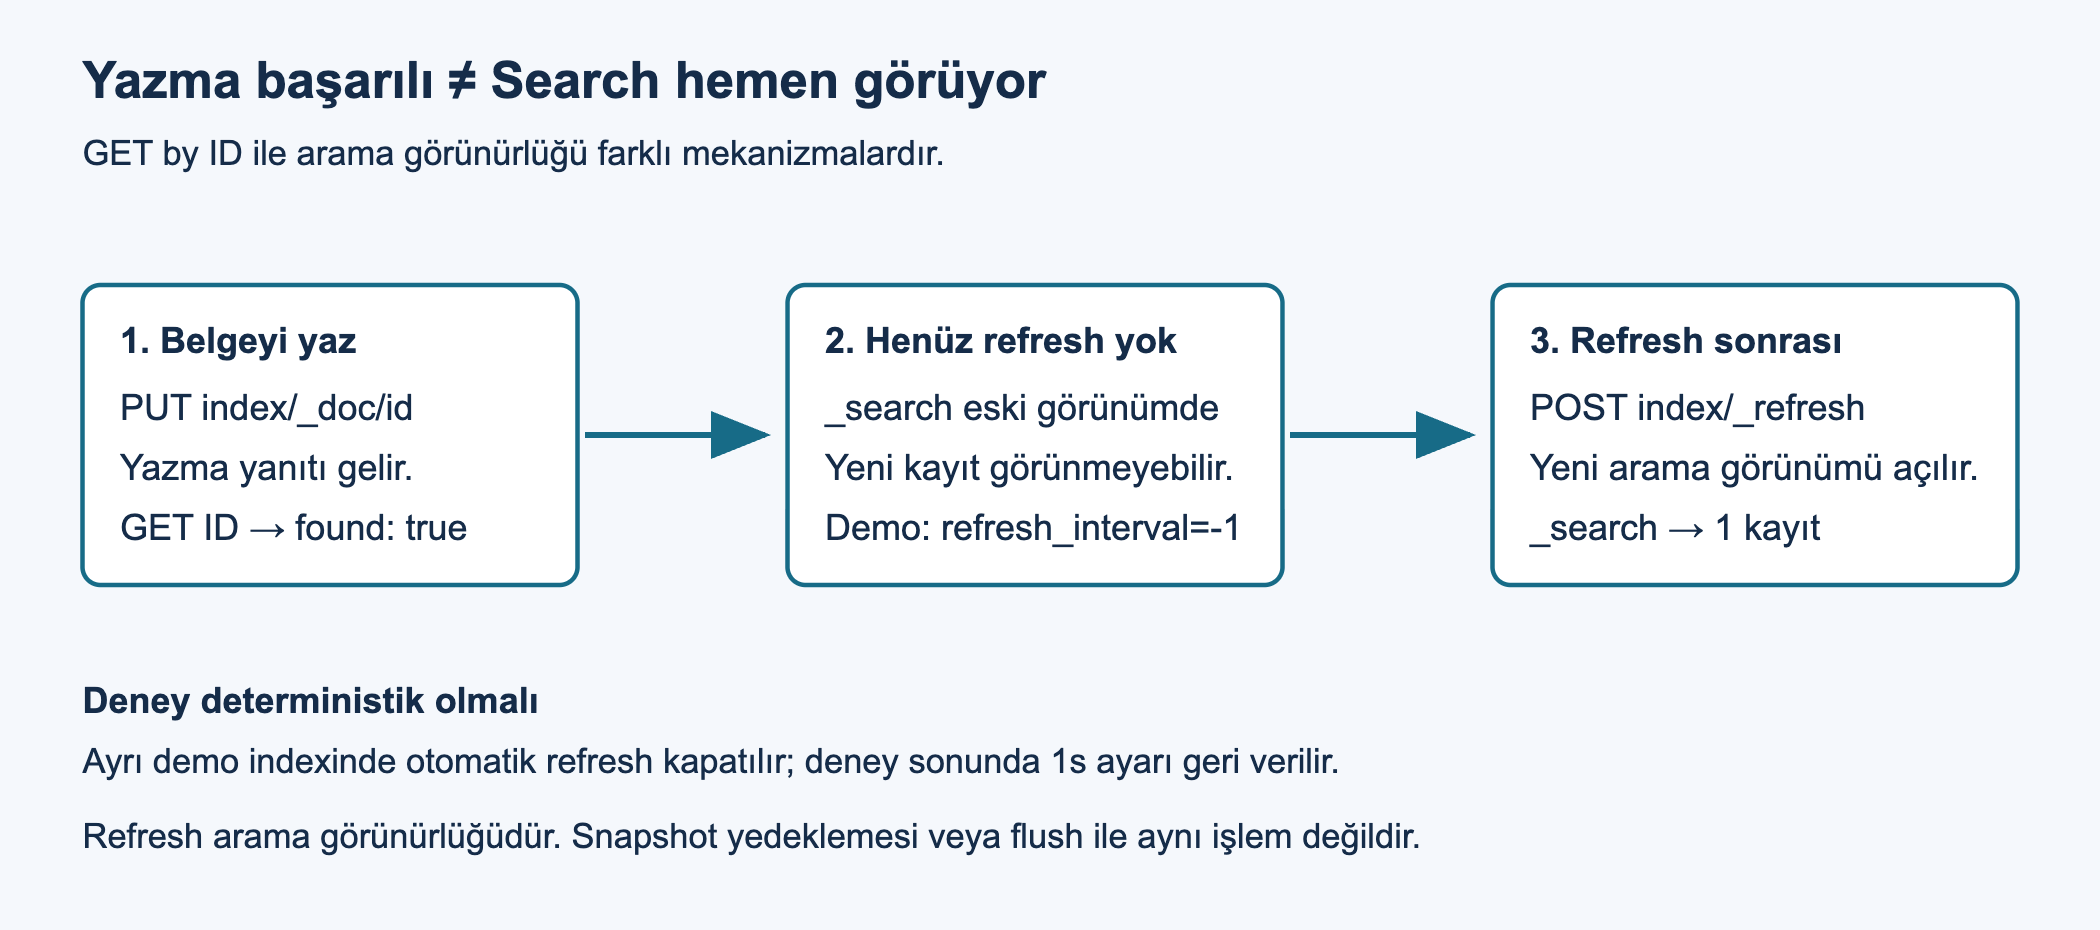 Yazma başarılı ≠ Search hemen görüyor
GET by ID ile arama görünürlüğü farklı mekanizmalardır.
1. Belgeyi yaz
PUT index/_doc/id
Yazma yanıtı gelir.
GET ID → found: true
2. Henüz refresh yok
_search eski görünümde
Yeni kayıt görünmeyebilir.
Demo: refresh_interval=-1
3. Refresh sonrası
POST index/_refresh
Yeni arama görünümü açılır.
_search → 1 kayıt
Deney deterministik olmalı
Ayrı demo indexinde otomatik refresh kapatılır; deney sonunda 1s ayarı geri verilir.
Refresh arama görünürlüğüdür. Snapshot yedeklemesi veya flush ile aynı işlem değildir.